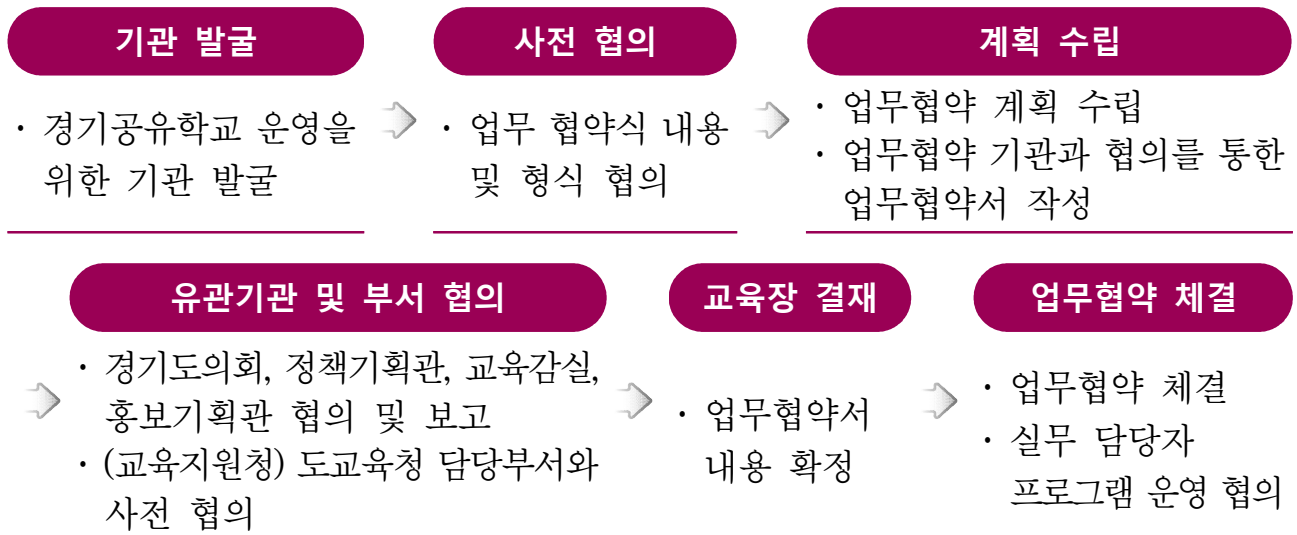 기관 발굴
· 경기공유학교 운영을
위한 기관 발굴
사전 협의
· 업무 협약식 내용
및 형식 협의
계획 수립
· 업무협약 계획 수립
· 업무협약 기관과 협의를 통한
업무협약서 작성
유관기관 및 부서 협의
· 경기도의회, 정책기획관, 교육감실,
홍보기획관 협의 및 보고
· (교육지원청) 도교육청 담당부서와
사전 협의
교육장 결재
· 업무협약서
내용 확정
업무협약 체결
· 업무협약 체결
· 실무 담당자
프로그램 운영 협의